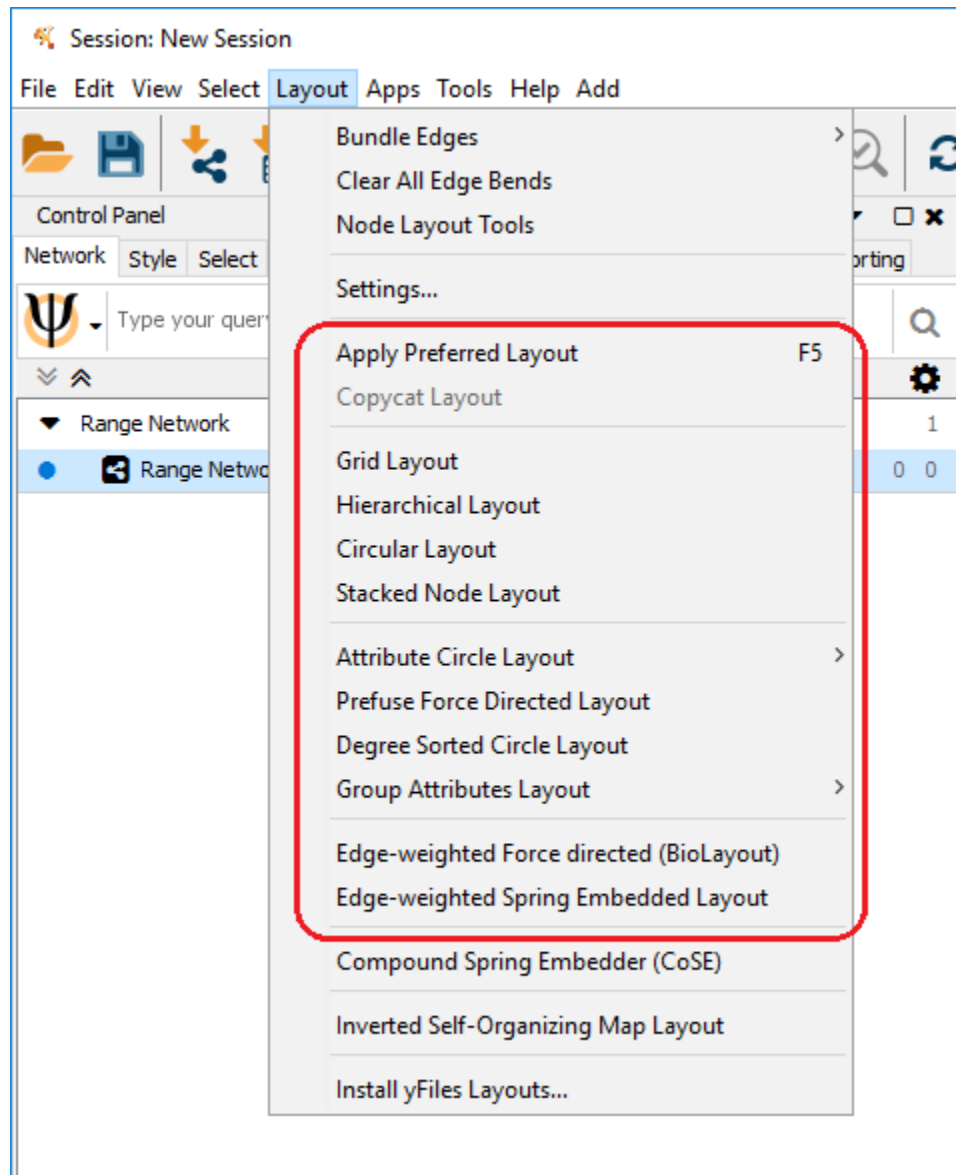 Session: New Session
File Edit View Select Layout Apps Tools Help Add
Bundle Edges
Clear All Edge Bends
Control Panel
Node Layout Tools
Network Style Select
Settings...
Type your
Apply Preferred Layout F5
Copycat Layout
Range Network 1
Grid Layout
Range 0 0
Hierarchical Layout
Circular Layout
Stacked Node Layout
Attribute Circle Layout
Prefuse Force Directed Layout
Degree Sorted Circle Layout
Group Attributes Layout
Edge-weighted Force directed (BioLayout)
Edge-weighted Spring Embedded Layout
Compound Spring Embedder (CoSE)
Inverted Self-Organizing Map Layout
Install yFiles Layouts...